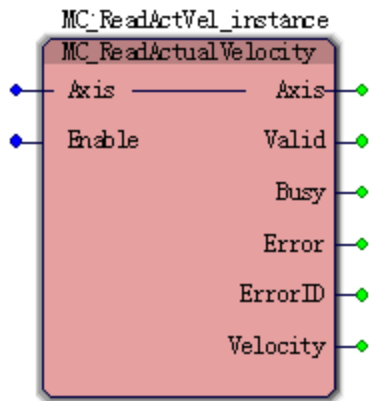 MC_ReadActVel_instance
MC_ReadActualVelocity
Axis Axis
Enable Valid
Busy
Error
ErrorID
Velocity